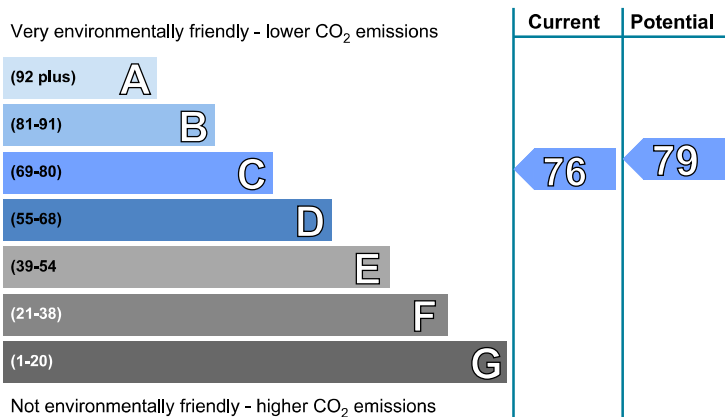 Current Potential
Very environmentally friendly - lower CO2 emissions
(92 plus) A
(81-91) B
(69-80) C 76 79
(55-68) D
(39-54 E
(21-38) F
(1-20) G
Not environmentally friendly - higher CO2 emissions